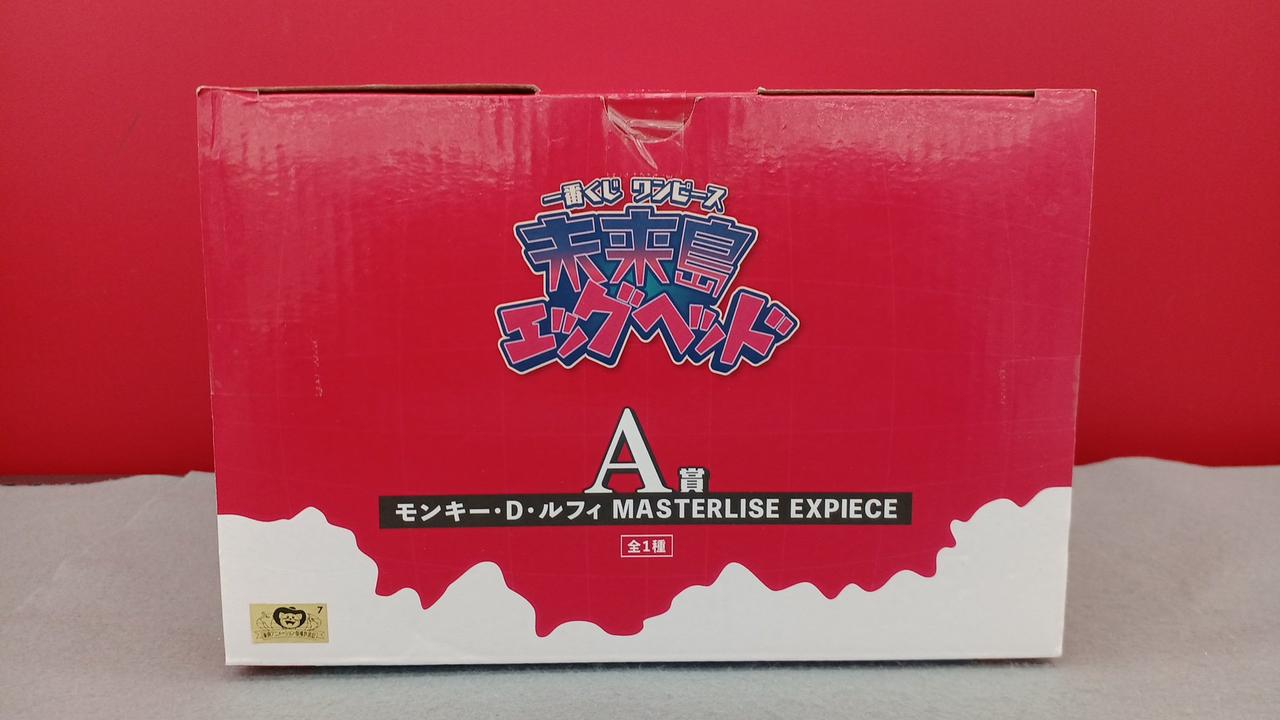 一番くじ ワンピース
未来島
エッグヘッド
A賞
モンキー・D・ルフィ MASTERLISE EXPIECE
全1種
7